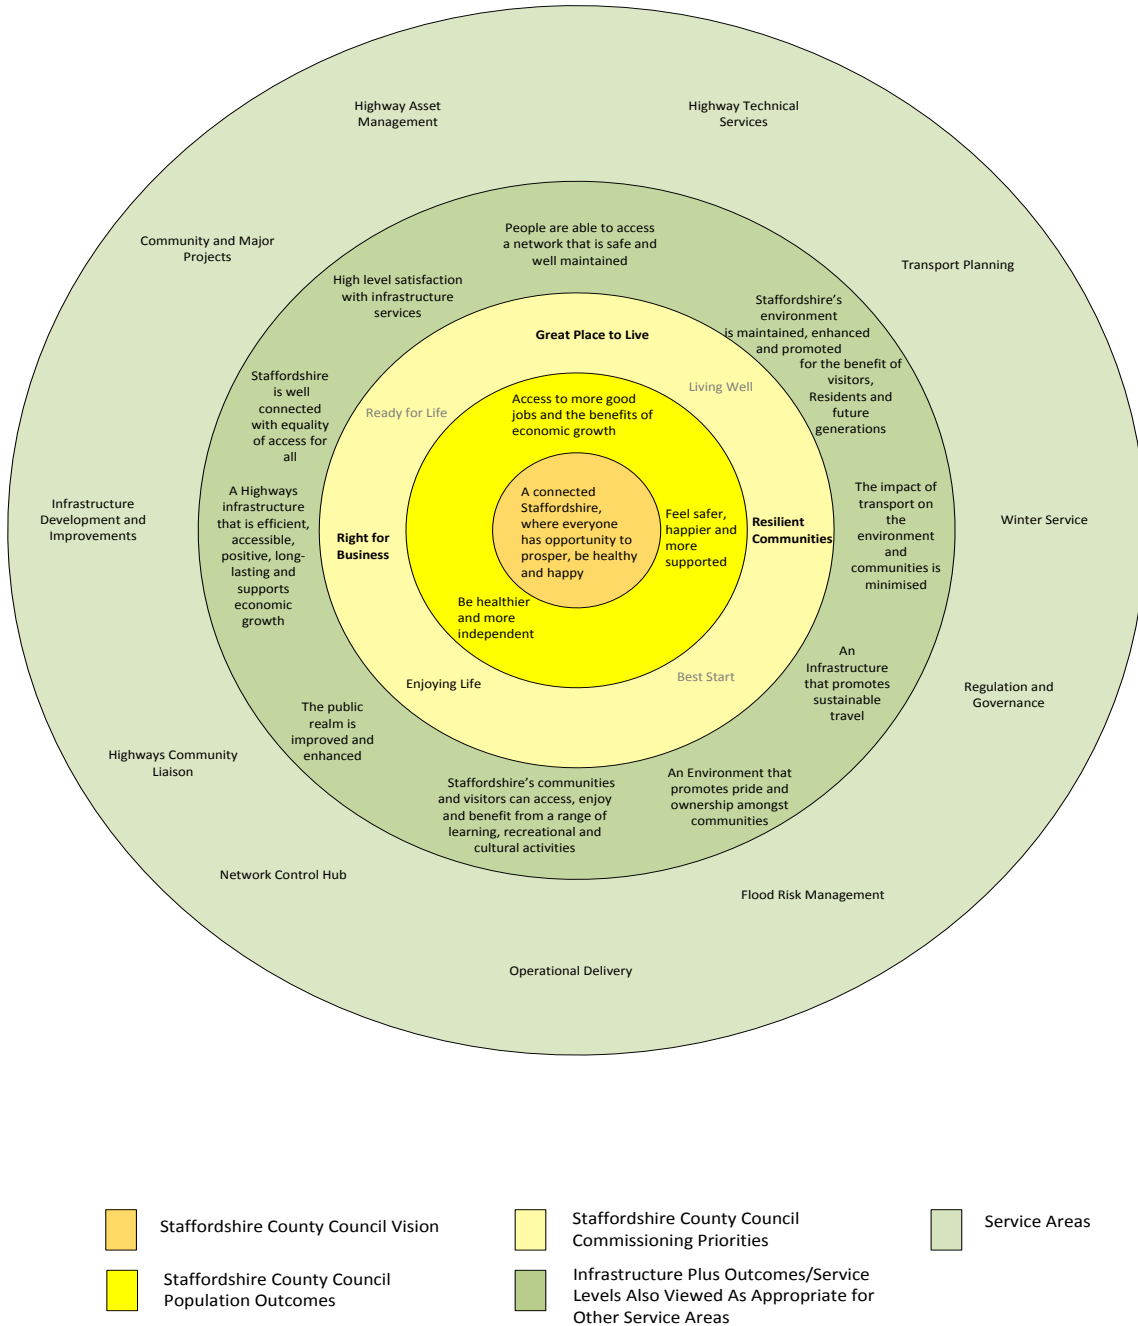 Highway Asset
Management
Highway Technical
Services
Community and Major
Projects
Transport Planning
Infrastructure
Development and
Improvements
Winter Service
Regulation and
Governance
Highways Community
Liaison
Network Control Hub
Flood Risk Management
Operational Delivery
People are able to access
a network that is safe and
well maintained
High level satisfaction
with infrastructure
services
Staffordshire’s
environment
is maintained, enhanced
and promoted
for the benefit of
visitors,
Residents and
future
generations
Staffordshire
is well
connected
with equality
of access for
all
A Highways
infrastructure
that is efficient,
accessible,
positive, long-
lasting and
supports
economic
growth
The impact of
transport on
the
environment
and
communities is
minimised
An
Infrastructure
that promotes
sustainable
travel
The public
realm is
improved and
enhanced
An Environment that
promotes pride and
ownership amongst
communities
Staffordshire’s communities
and visitors can access, enjoy
and benefit from a range of
learning, recreational and
cultural activities
Great Place to Live
Living Well
Ready for Life
Right for
Business
Resilient
Communities
Enjoying Life
Best Start
Access to more good
jobs and the benefits of
economic growth
Feel safer,
happier and
more
supported
Be healthier
and more
independent
A connected
Staffordshire,
where everyone
has opportunity to
prosper, be healthy
and happy
Staffordshire County Council Vision
Staffordshire County Council
Population Outcomes
Staffordshire County Council
Commissioning Priorities
Infrastructure Plus Outcomes/Service
Levels Also Viewed As Appropriate for
Other Service Areas
Service Areas